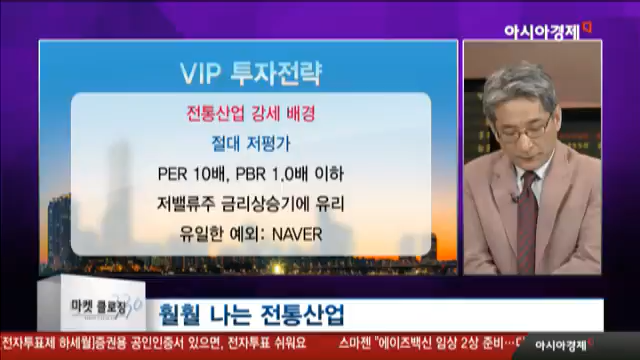 아시아경제
VIP 투자전략
전통산업 강세 배경
절대 저평가
PER 10배, PBR 1.0배 이하
저밸류주 금리상승기에 유리
유일한 예외: NAVER
마켓 클로징
훨훨 나는 전통산업
전자투표제 하세월]증권용 공인인증서 있으면, 전자투표 쉬워요 스마젠 "에이즈백신 임상 2상 준비…
아시아경제